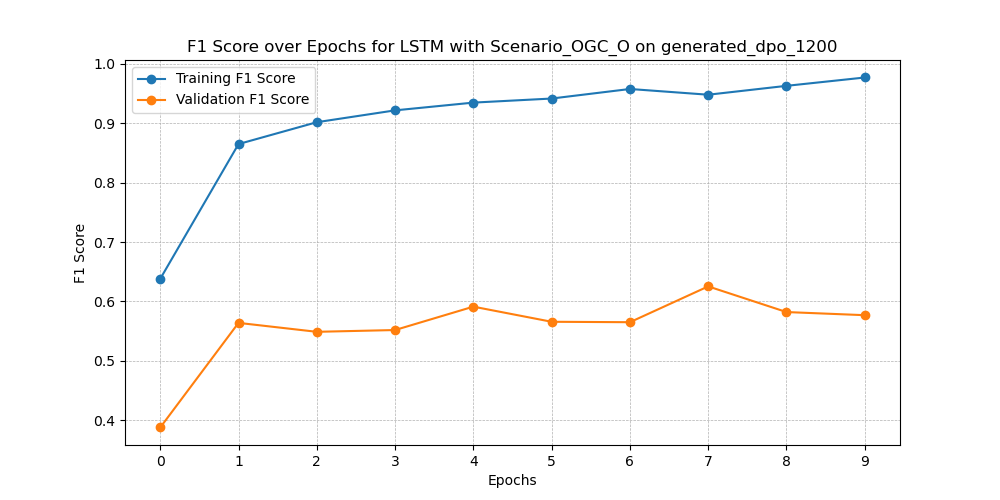 F1 Score over Epochs for LSTM with Scenario_OGC_O on generated_dpo_1200
Training F1 Score
Validation F1 Score
F1 Score
1.0
0.9
0.8
0.7
0.6
0.5
0.4
0 1 2 3 4 5 6 7 8 9
Epochs